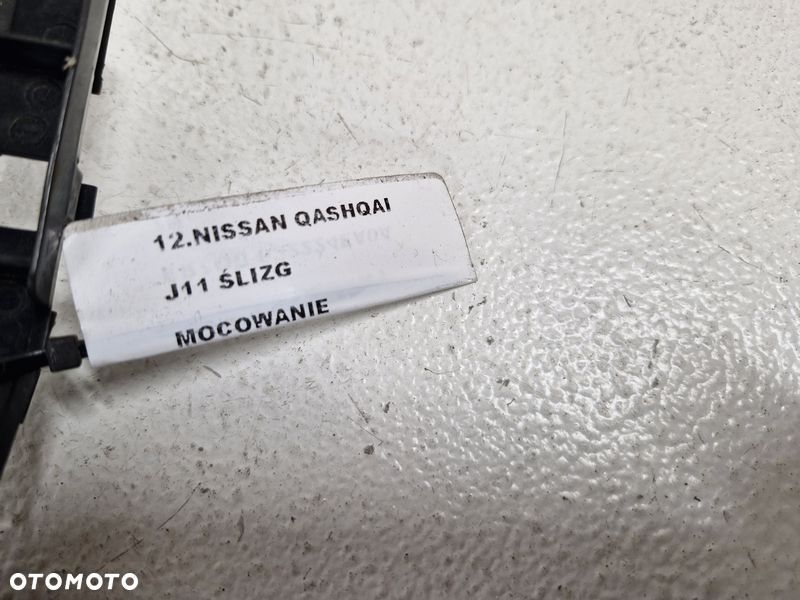 12.NISSAN QASHQAI
J11 ŚLIZG
MOCOWANIE
OTOMOTO